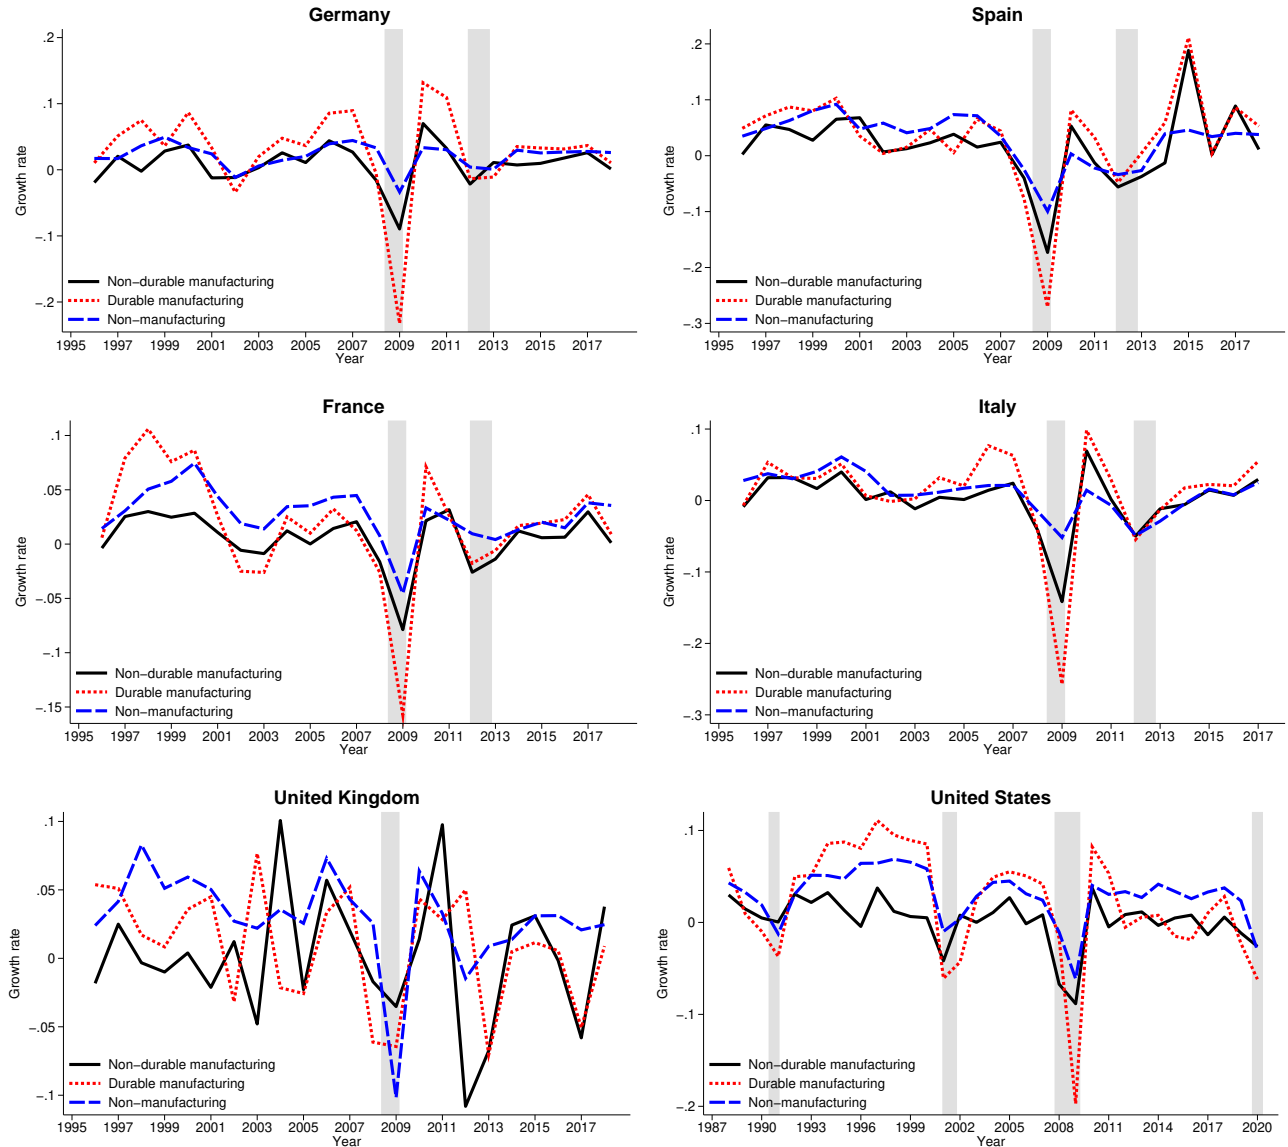 Germany
Growth rate
.2
.1
0
−.1
−.2
Non−durable manufacturing
Durable manufacturing
Non−manufacturing
1995 1997 1999 2001 2003 2005 2007 2009 2011 2013 2015 2017
Year
Spain
Growth rate
.2
.1
0
−.1
−.2
−.3
Non−durable manufacturing
Durable manufacturing
Non−manufacturing
1995 1997 1999 2001 2003 2005 2007 2009 2011 2013 2015 2017
Year
France
Growth rate
.1
.05
0
−.05
−.1
−.15
Non−durable manufacturing
Durable manufacturing
Non−manufacturing
1995 1997 1999 2001 2003 2005 2007 2009 2011 2013 2015 2017
Year
Italy
Growth rate
.1
0
−.1
−.2
−.3
Non−durable manufacturing
Durable manufacturing
Non−manufacturing
1995 1997 1999 2001 2003 2005 2007 2009 2011 2013 2015 2017
Year
United Kingdom
Growth rate
.1
.05
0
−.05
−.1
Non−durable manufacturing
Durable manufacturing
Non−manufacturing
1995 1997 1999 2001 2003 2005 2007 2009 2011 2013 2015 2017
Year
United States
Growth rate
.1
0
−.1
−.2
Non−durable manufacturing
Durable manufacturing
Non−manufacturing
1987 1990 1993 1996 1999 2002 2005 2008 2011 2014 2017 2020
Year